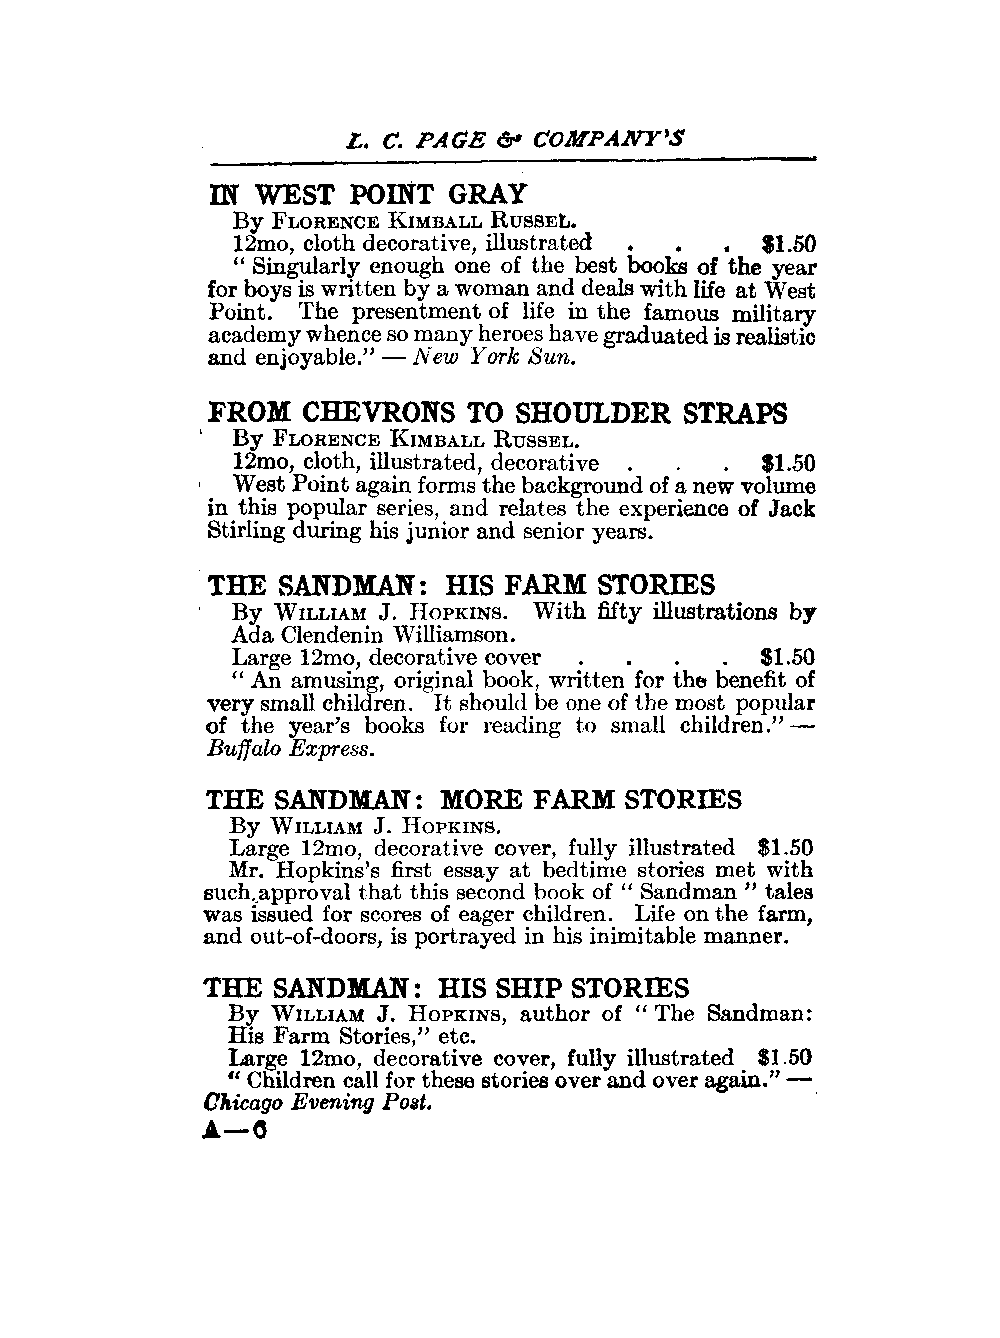 L. C. PAGE & COMPANY'S
IN WEST POINT GRAY
By FLORENCE KIMBALL RUSSEL.
12mo, cloth decorative, illustrated . . . $1.50
“ Singularly enough one of the best books of the year
for boys is written by a woman and deals with life at West
Point. The presentment of life in the famous military
academy whence so many heroes have graduated is realistic
and enjoyable.” — New York Sun.
FROM CHEVRONS TO SHOULDER STRAPS
By FLORENCE KIMBALL RUSSEL.
12mo, cloth, illustrated, decorative . . . $1.50
West Point again forms the background of a new volume
in this popular series, and relates the experience of Jack
Stirling during his junior and senior years.
THE SANDMAN: HIS FARM STORIES
By WILLIAM J. HOPKINS. With fifty illustrations by
Ada Clendenin Williamson.
Large 12mo, decorative cover . . . . $1.50
“ An amusing, original book, written for the benefit of
very small children. It should be one of the most popular
of the year's books for reading to small children.” —
Buffalo Express.
THE SANDMAN: MORE FARM STORIES
By WILLIAM J. HOPKINS.
Large 12mo, decorative cover, fully illustrated $1.50
Mr. Hopkins's first essay at bedtime stories met with
such approval that this second book of “ Sandman ” tales
was issued for scores of eager children. Life on the farm,
and out-of-doors, is portrayed in his inimitable manner.
THE SANDMAN: HIS SHIP STORIES
By WILLIAM J. HOPKINS, author of “ The Sandman:
His Farm Stories,” etc.
Large 12mo, decorative cover, fully illustrated $1.50
“ Children call for these stories over and over again.” —
Chicago Evening Post.
A—6